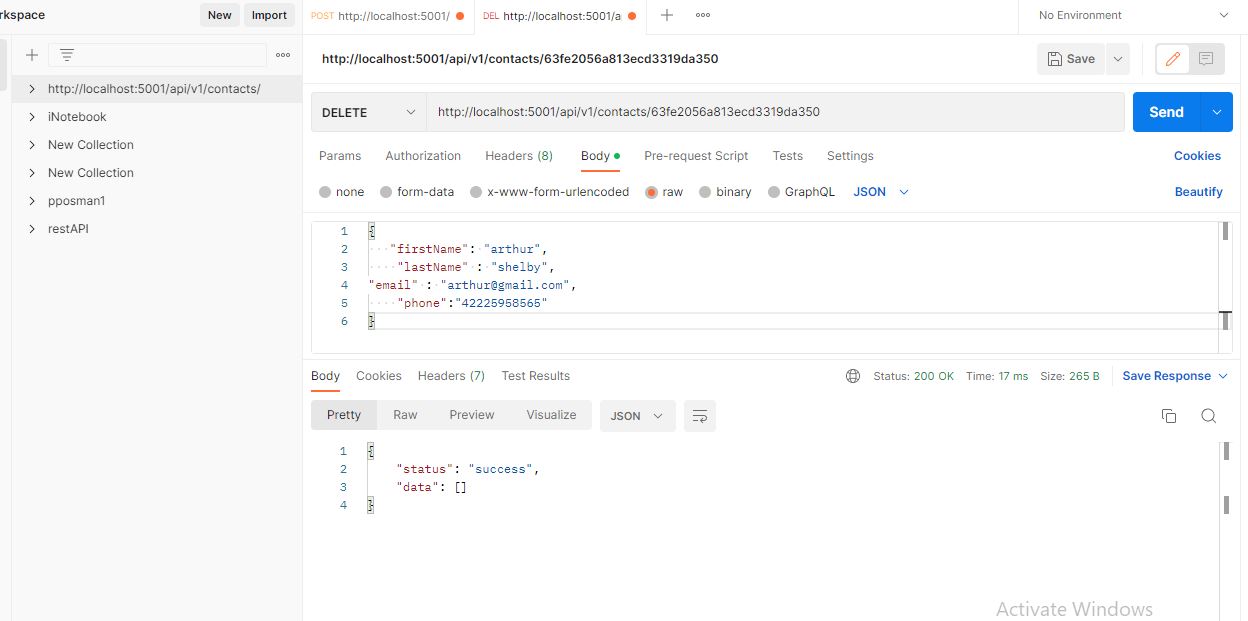 rkspace New Import POST http://localhost:5001/ DEL http://localhost:5001/a No Environment
http://localhost:5001/api/v1/contacts/63fe2056a813ecd3319da350 Save
http://localhost:5001/api/v1/contacts/
iNotebook
New Collection
New Collection
pposman1
restAPI
DELETE http://localhost:5001/api/v1/contacts/63fe2056a813ecd3319da350 Send
Params Authorization Headers (8) Body Pre-request Script Tests Settings Cookies
none form-data x-www-form-urlencoded raw binary GraphQL JSON Beautify
1 {
2 "firstName": "arthur",
3 "lastName" : "shelby",
4 "email" : "arthur@gmail.com",
5 "phone":"42225958565"
6 }
Body Cookies Headers (7) Test Results Status: 200 OK Time: 17 ms Size: 265 B Save Response
Pretty Raw Preview Visualize JSON
1 {
2 "status": "success",
3 "data": []
4 }
Activate Windows